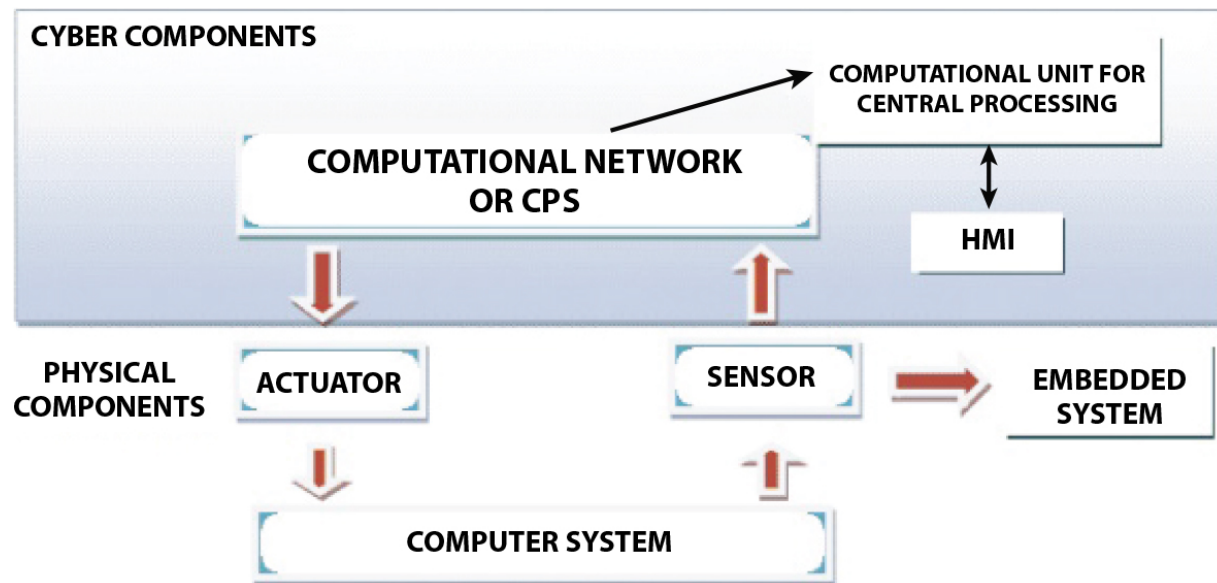 CYBER COMPONENTS
COMPUTATIONAL UNIT FOR
CENTRAL PROCESSING
COMPUTATIONAL NETWORK
OR CPS
HMI
PHYSICAL
COMPONENTS
ACTUATOR
SENSOR
EMBEDDED
SYSTEM
COMPUTER SYSTEM